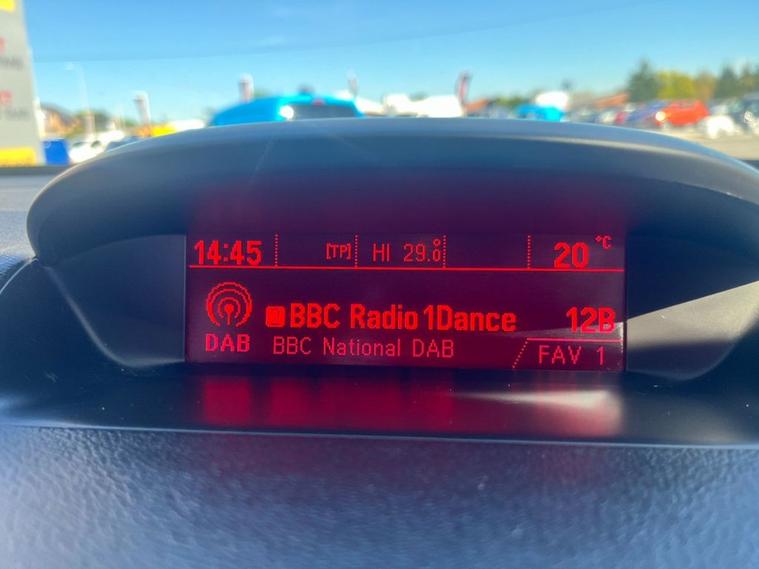 14:45 [TP] HI 29.0 20 °C
BBC Radio 1Dance 12B
DAB BBC National DAB FAV 1